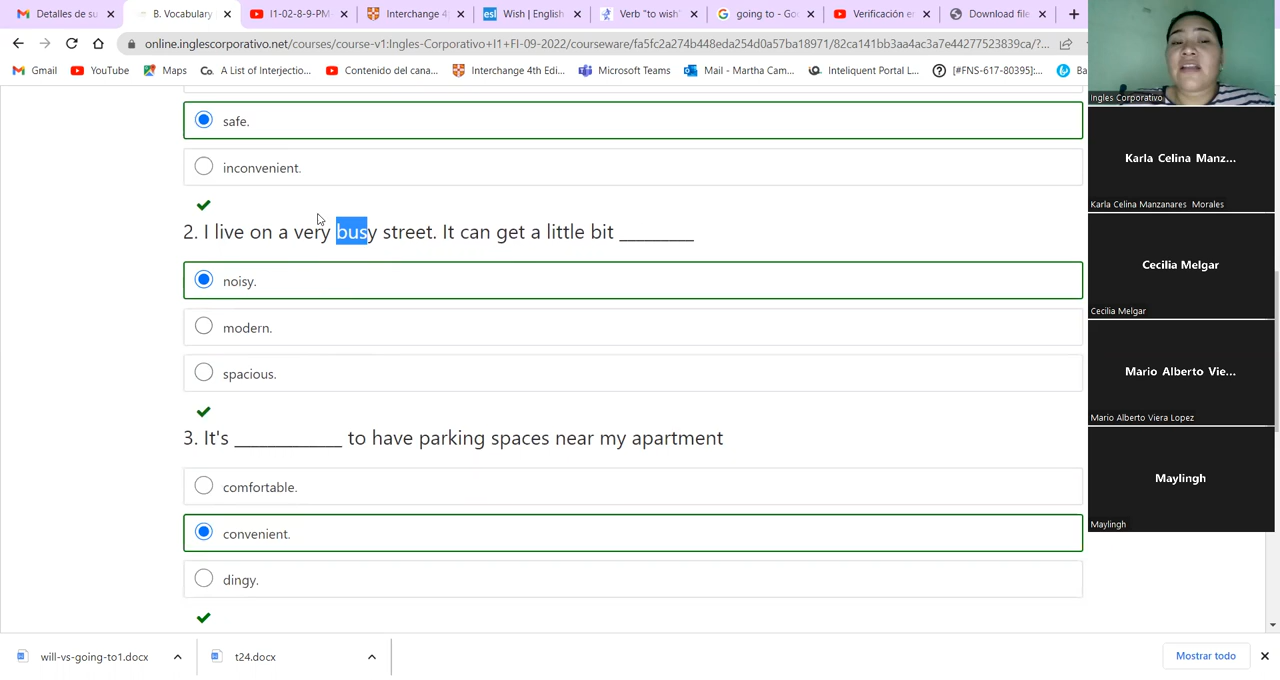 Detalles de su
B. Vocabulary
I1-02-8-9-PM-
Interchange 4
Wish | English
Verb "to wish"
going to - Goo
Verificación en
Download file
online.inglescorporativo.net/courses/course-v1:Ingles-Corporativo+I1+FI-09-2022/courseware/fa5fc2a274b448eda254d0a57ba18971/82ca141bb3aa4ac3a7e44277523839ca/?...
Gmail
YouTube
Maps
A List of Interjectio...
Contenido del cana...
Interchange 4th Edi...
Microsoft Teams
Mail - Martha Cam...
Inteliquent Portal L...
[#FNS-617-80395]:...
Ba
safe.
inconvenient.
2. I live on a very busy street. It can get a little bit _________
noisy.
modern.
spacious.
3. It's _____________ to have parking spaces near my apartment
comfortable.
convenient.
dingy.
Ingles Corporativo
Karla Celina Manz...
Karla Celina Manzanares Morales
Cecilia Melgar
Cecilia Melgar
Mario Alberto Vie...
Mario Alberto Viera Lopez
Maylingh
Maylingh
will-vs-going-to1.docx
t24.docx
Mostrar todo